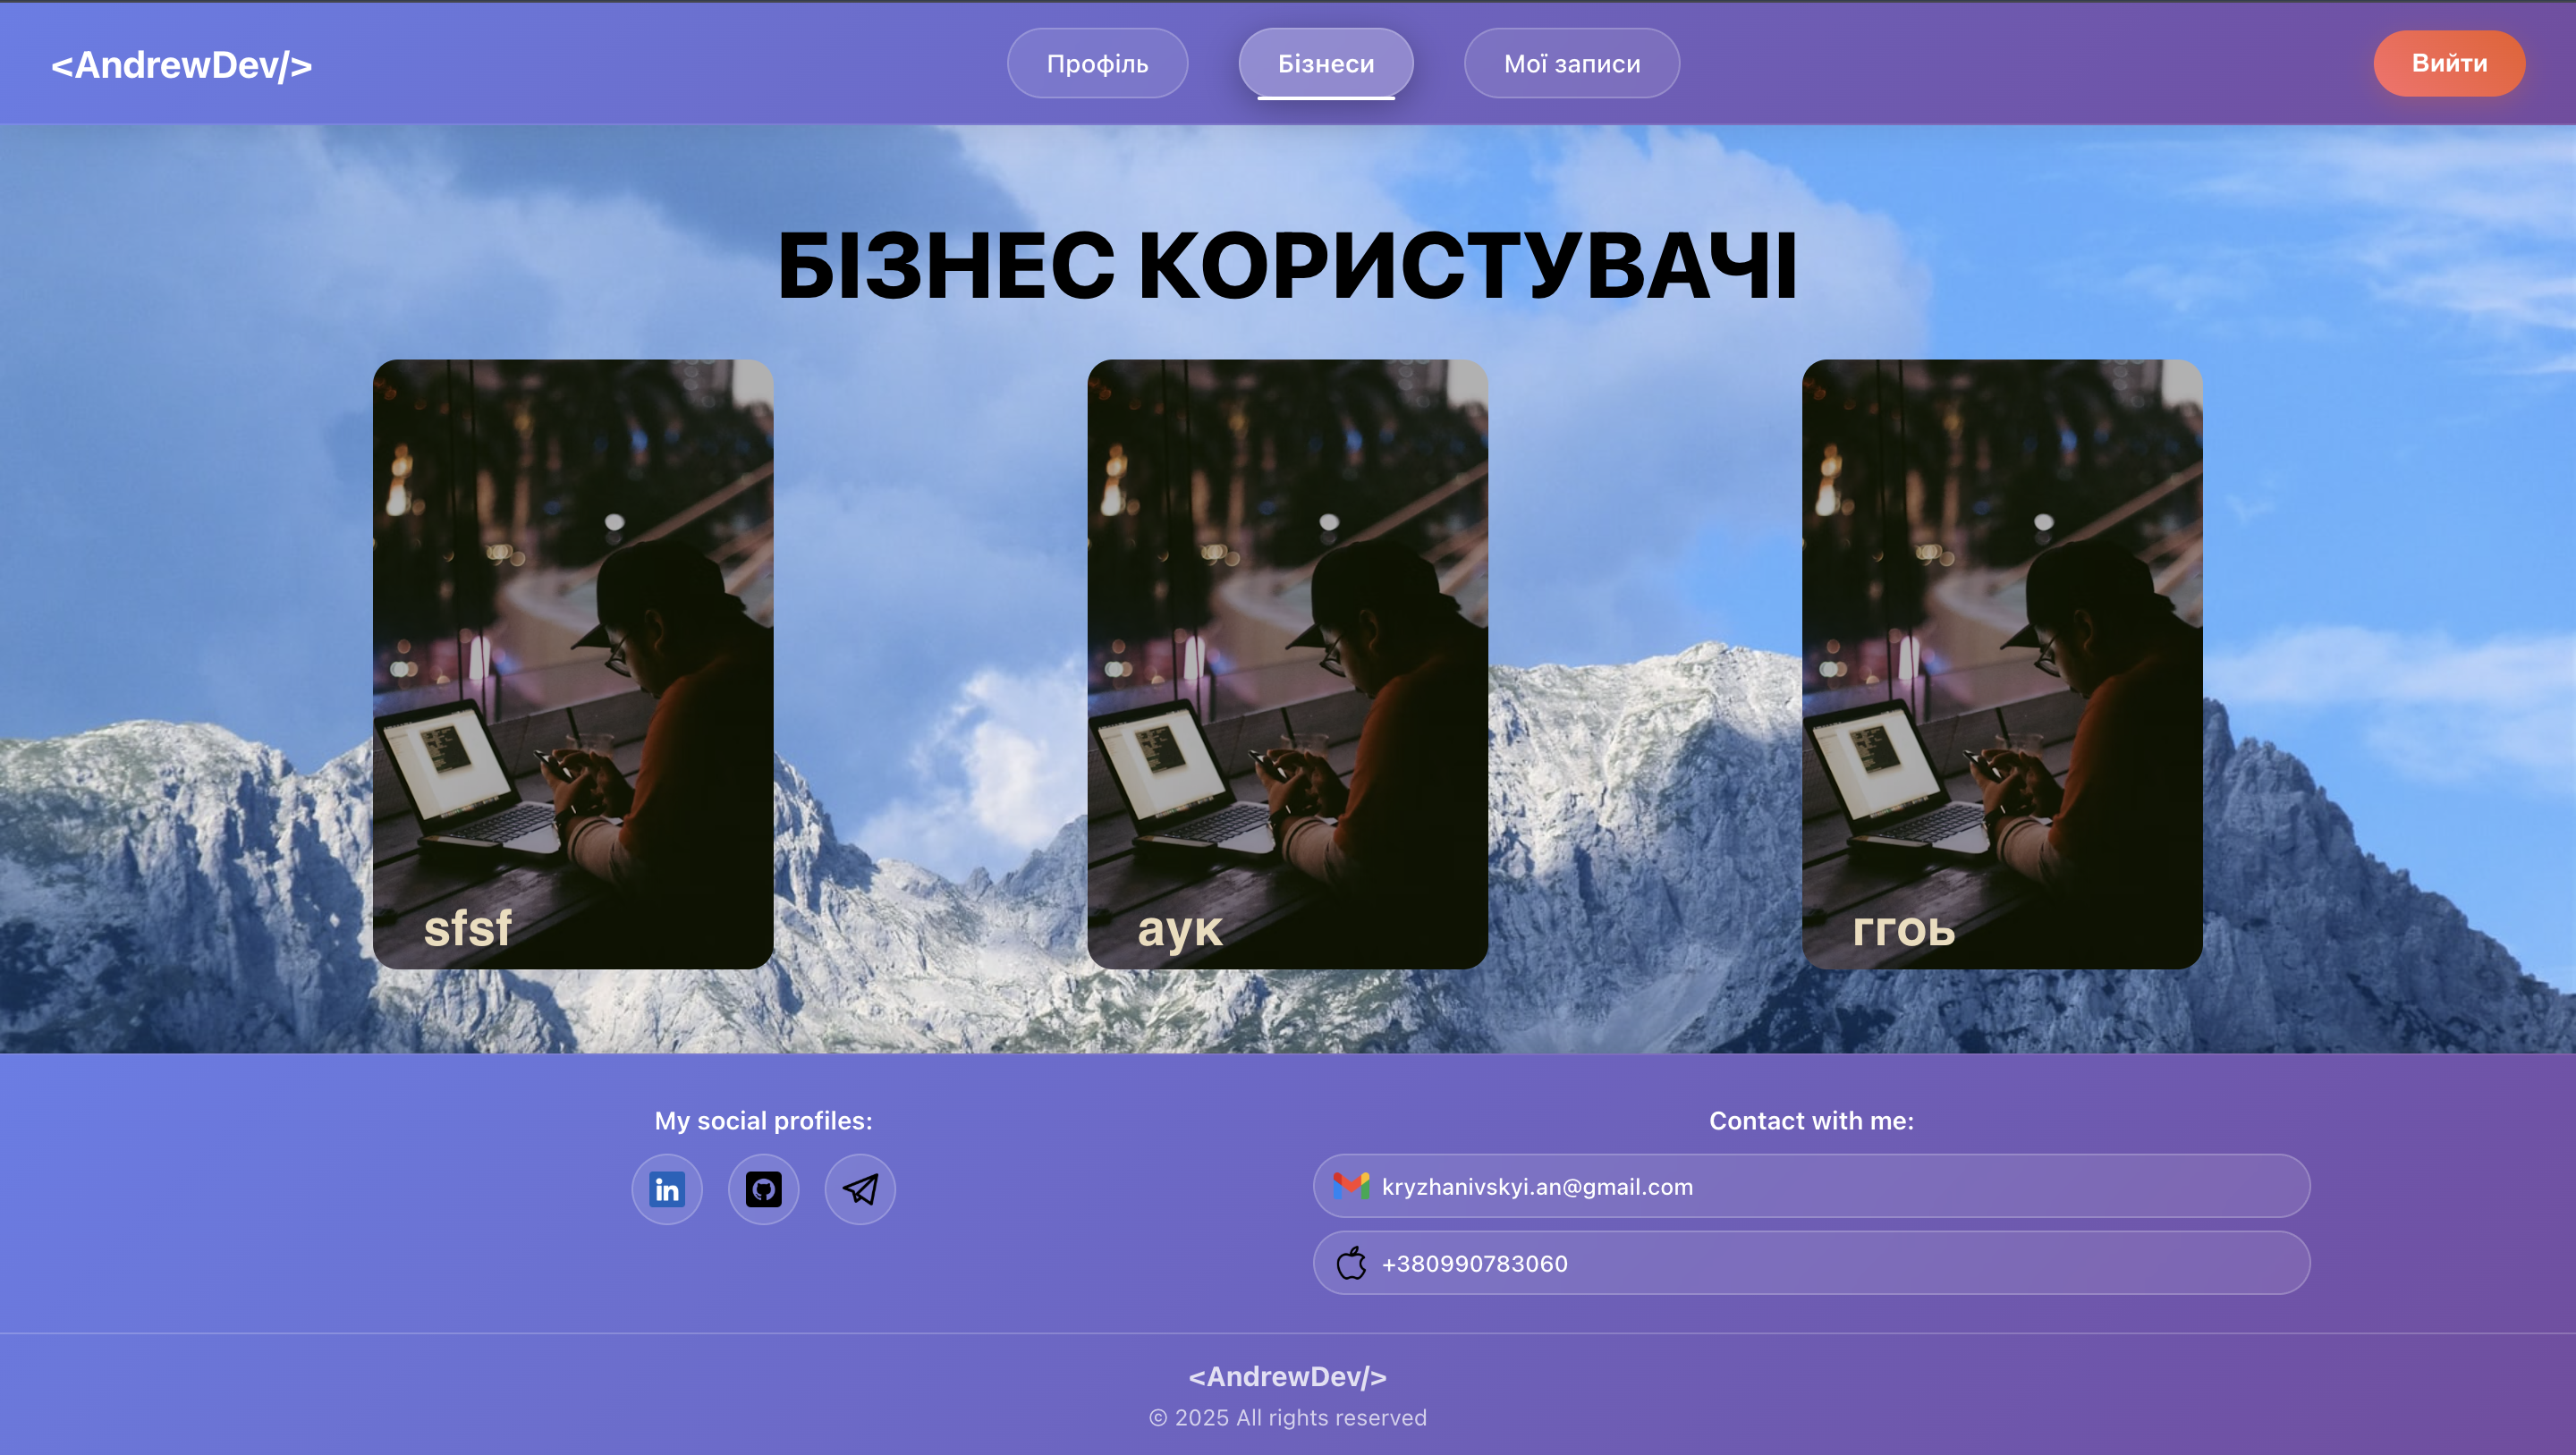 <AndrewDev/>
Профіль
Бізнеси
Мої записи
Вийти
БІЗНЕС КОРИСТУВАЧІ
sfsf
аук
ггоь
My social profiles:
in
Contact with me:
kryzhanivskyi.an@gmail.com
+380990783060
<AndrewDev/>
© 2025 All rights reserved